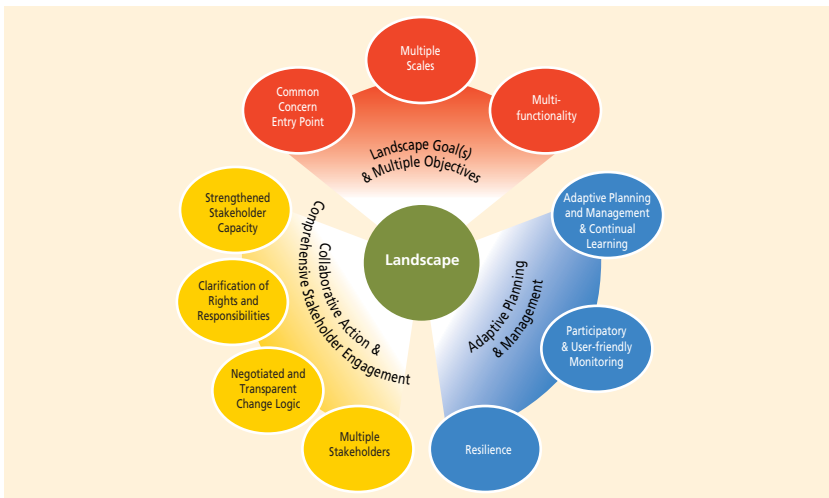 Multiple
Scales
Common
Concern
Entry Point
Multi-
functionality
Landscape Goal(s)
& Multiple Objectives
Strengthened
Stakeholder
Capacity
Adaptive Planning
and Management
& Continual
Learning
Landscape
Collaborative Action &
Comprehensive Stakeholder Engagement
Adaptive Planning
& Management
Clarification of
Rights and
Responsibilities
Participatory
& User-friendly
Monitoring
Negotiated and
Transparent
Change Logic
Multiple
Stakeholders
Resilience